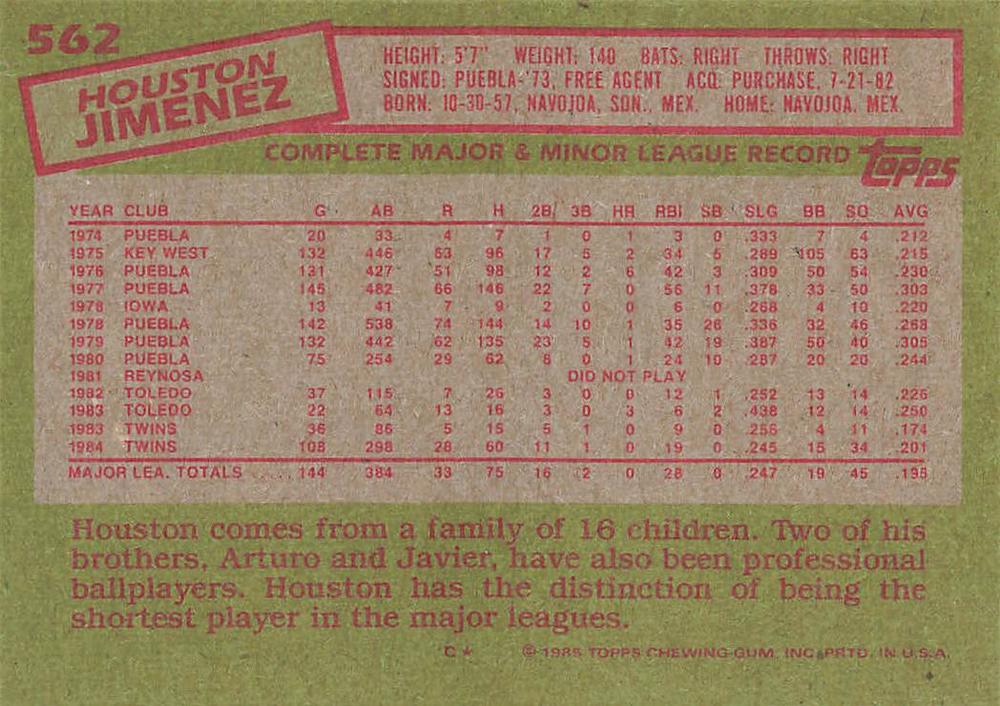 562
HOUSTON
JIMENEZ
HEIGHT: 5'7" WEIGHT: 140 BATS: RIGHT THROWS: RIGHT
SIGNED: PUEBLA-'73, FREE AGENT ACQ. PURCHASE, 7-21-82
BORN: 10-30-57, NAVOJOA, SON., MEX. HOME: NAVOJOA, MEX.
COMPLETE MAJOR & MINOR LEAGUE RECORD topps
YEAR CLUB G AB R H 2B 3B HR RBI SB SLG BB SO AVG
1974 PUEBLA 20 33 4 7 1 0 1 3 0 .333 7 4 .212
1975 KEY WEST 132 446 53 96 17 5 2 34 5 .289 105 63 .215
1976 PUEBLA 131 427 51 98 12 2 6 42 3 .309 50 54 .230
1977 PUEBLA 145 482 66 146 22 7 0 56 11 .378 33 50 .303
1978 IOWA 13 41 7 9 2 0 0 6 0 .268 4 10 .220
1978 PUEBLA 142 538 74 144 14 10 1 35 26 .336 32 46 .268
1979 PUEBLA 132 442 62 135 23 5 1 42 19 .387 50 40 .305
1980 PUEBLA 75 254 29 62 8 0 1 24 10 .287 20 20 .244
1981 REYNOSA DID NOT PLAY
1982 TOLEDO 37 115 7 26 3 0 0 12 1 .252 13 14 .226
1983 TOLEDO 22 64 13 16 3 0 3 6 2 .438 12 14 .250
1983 TWINS 36 86 5 15 5 1 0 9 0 .256 4 11 .174
1984 TWINS 108 298 28 60 11 1 0 19 0 .245 15 34 .201
MAJOR LEA. TOTALS ..... 144 384 33 75 16 2 0 28 0 .247 19 45 .195
Houston comes from a family of 16 children. Two of his
brothers, Arturo and Javier, have also been professional
ballplayers. Houston has the distinction of being the
shortest player in the major leagues.
C★ © 1985 TOPPS CHEWING GUM, INC. PRTD. IN U.S.A.